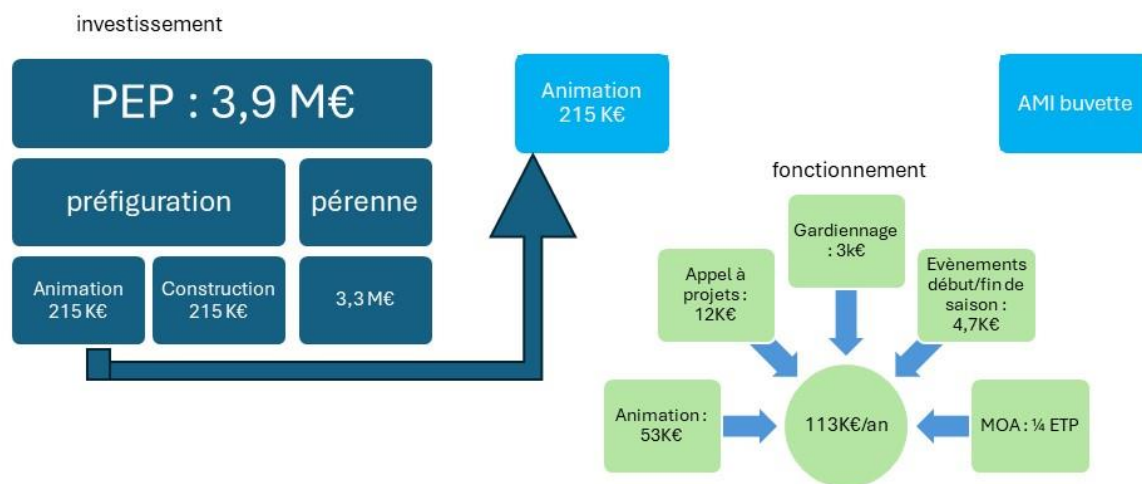 investissement
PEP : 3,9 M€
préfiguration
pérenne
Animation
215 K€
Construction
215 K€
3,3 M€
Animation
215 K€
AMI buvette
fonctionnement
Gardiennage
: 3k€
Appel à
projets :
12K€
Evènements
début/fin de
saison :
4,7K€
Animation :
53K€
113K€/an
MOA : ¼ ETP